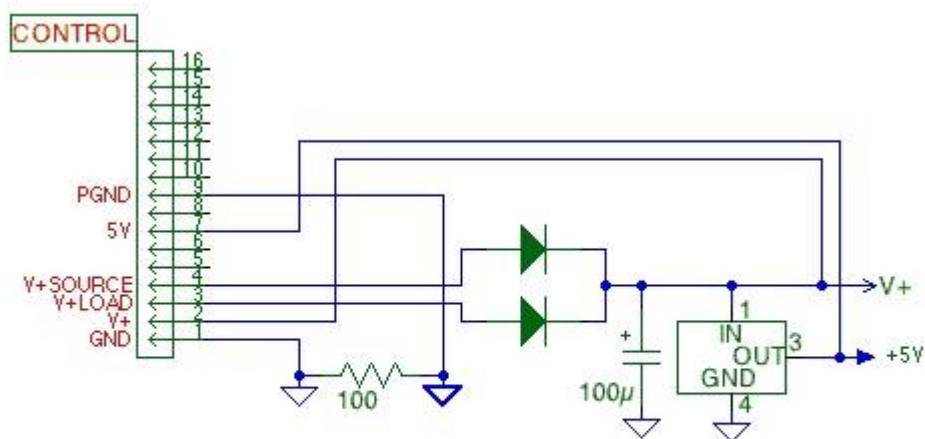 CONTROL
16
15
14
13
12
11
10
PGND 9
8
5V 7
6
5
V+SOURCE 4
V+LOAD 3
V+ 2
GND 1
100
+
100µ
1
IN
OUT 3
GND
4
V+
+5V